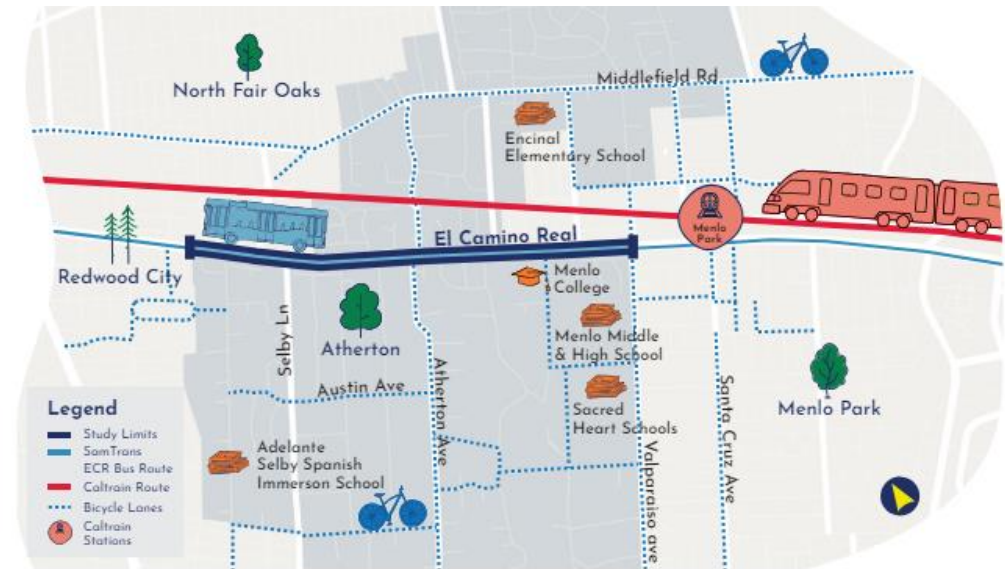 Middlefield Rd
North Fair Oaks
Encinal
Elementary School
Menlo
Park
El Camino Real
Redwood City
Menlo
College
Selby Ln
Atherton
Menlo Middle
& High School
Austin Ave
Atherton Ave
Sacred
Heart Schools
Santa Cruz Ave
Menlo Park
Valparaiso ave
Adelante
Selby Spanish
Immerson School
Legend
Study Limits
SamTrans
ECR Bus Route
Caltrain Route
Bicycle Lanes
Caltrain
Stations